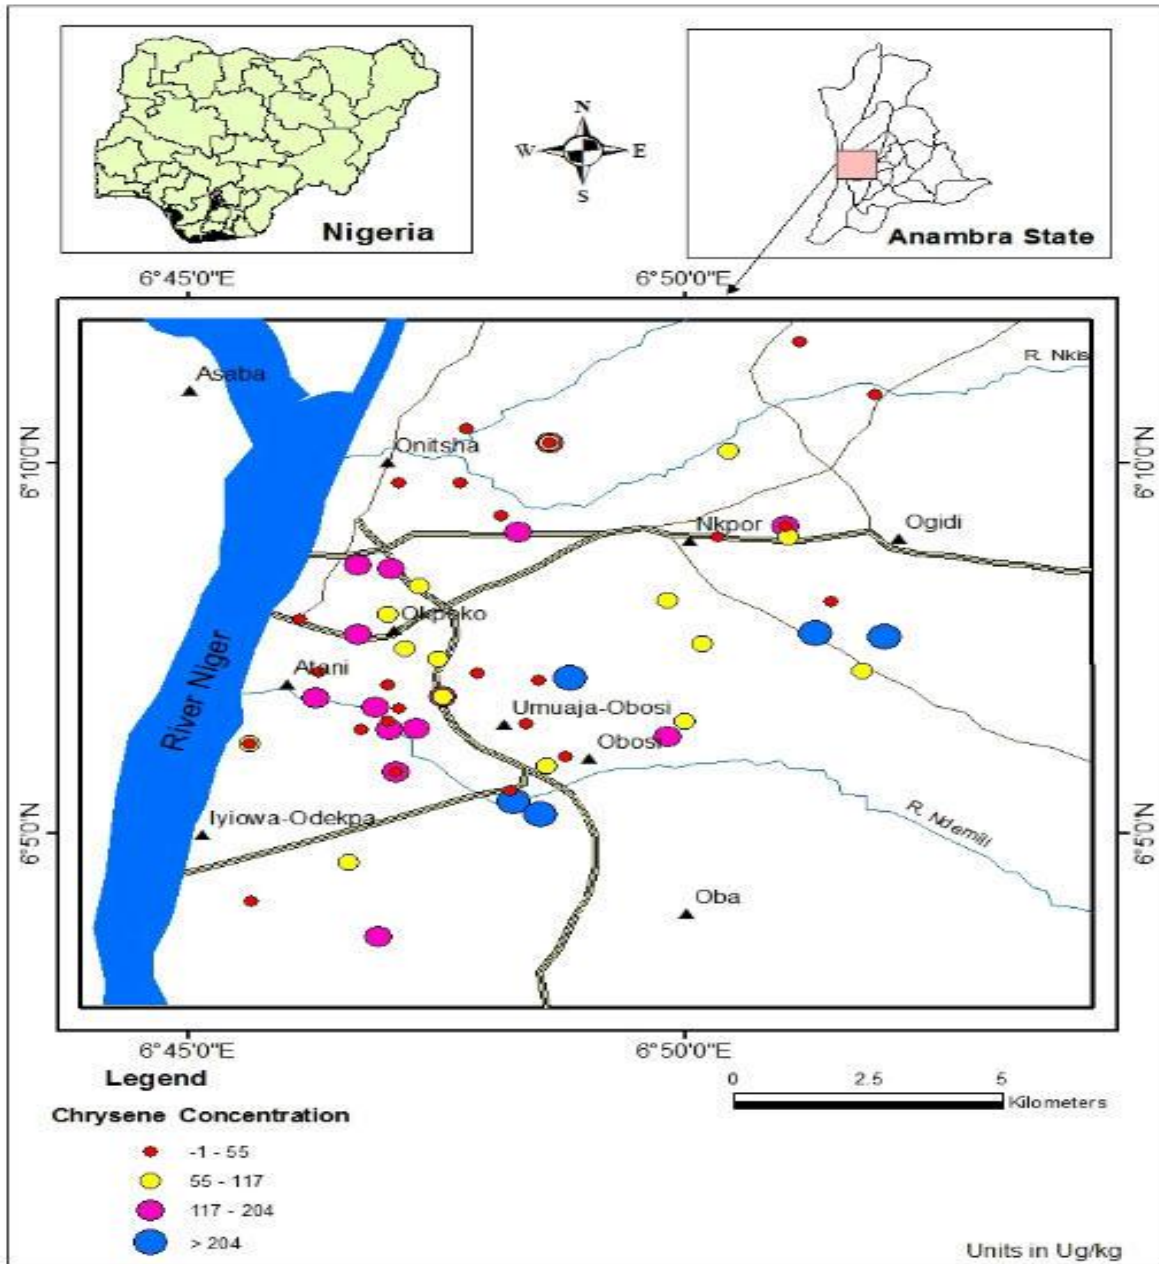 N
W E
S
Nigeria
Anambra State
6°45'0"E 6°50'0"E
Asaba
R. Nkis
Onitsha
6°10'0"N 6°10'0"N
Nkpor
Ogidi
Okpoko
Atani
River Niger
Umuaja-Obosi
Obosi
Iyiowa-Odekpa
R. Ndemili
6°5'0"N 6°5'0"N
Oba
6°45'0"E 6°50'0"E
Legend
0 2.5 5
Kilometers
Chrysene Concentration
-1 - 55
55 - 117
117 - 204
> 204
Units in Ug/kg